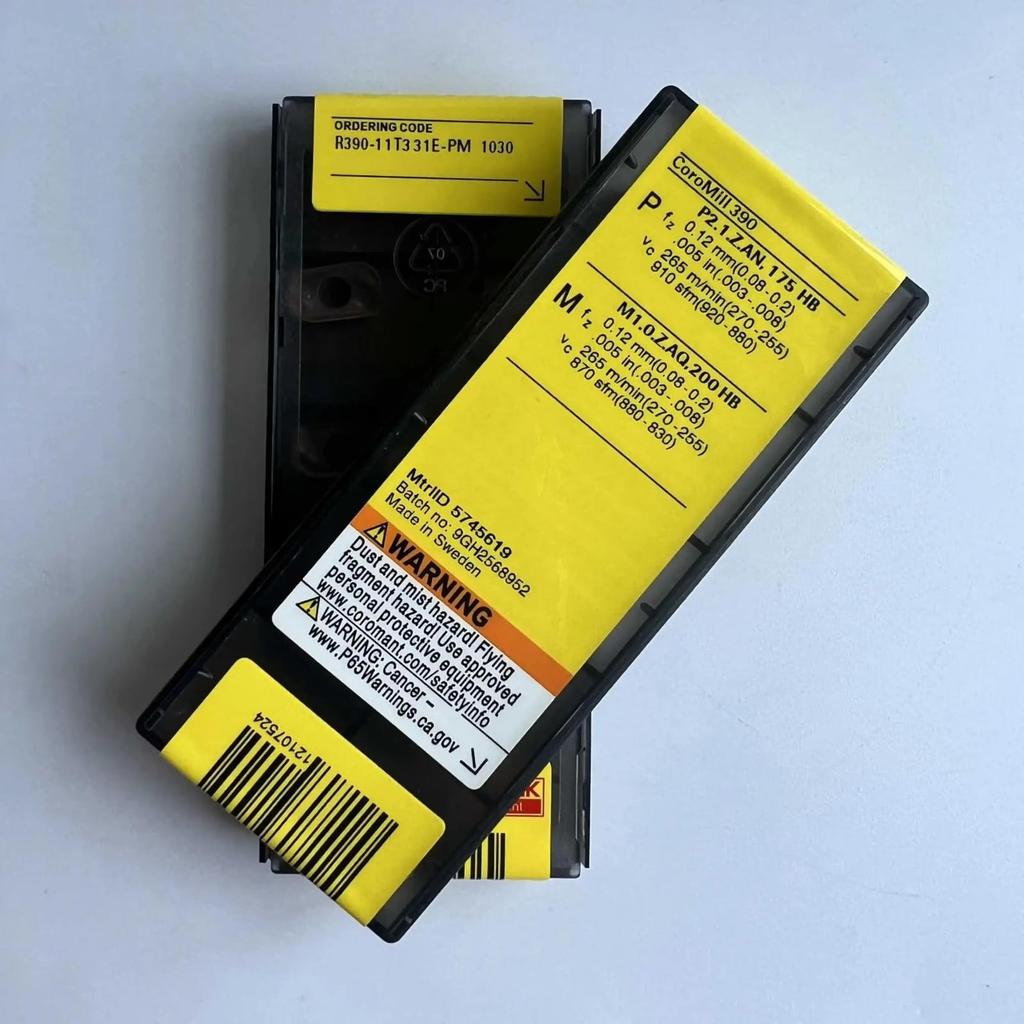 ORDERING CODE
R390-11T331E-PM 1030
07
PC
CoroMill 390
P P2.1.Z.AN, 175 HB
fz 0.12 mm(0.08-0.2)
.005 in(.003-.008)
vc 265 m/min(270-255)
910 sfm(920-880)
M M1.0.Z.AQ,200 HB
fz 0.12 mm(0.08-0.2)
.005 in(.003-.008)
vc 265 m/min(270-255)
870 sfm(880-830)
MtrlID 5745619
Batch no: 9GH2568952
Made in Sweden
WARNING
Dust and mist hazard! Flying
fragment hazard! Use approved
personal protective equipment
www.coromant.com/safetyinfo
WARNING: Cancer –
www.P65Warnings.ca.gov
12107524